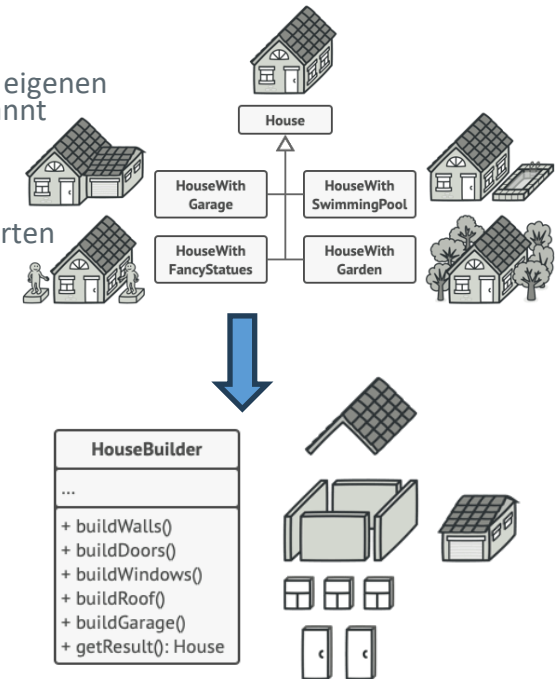 eigenen
annt
rten
House
HouseWith
Garage
HouseWith
SwimmingPool
HouseWith
FancyStatues
HouseWith
Garden
HouseBuilder
...
+ buildWalls()
+ buildDoors()
+ buildWindows()
+ buildRoof()
+ buildGarage()
+ getResult(): House